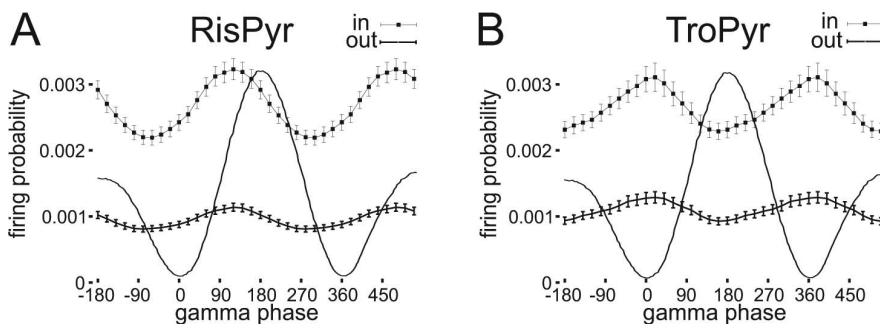 A
RisPyr
in
out
firing probability
0.003
0.002
0.001
0
-180 -90 0 90 180 270 360 450
gamma phase
B
TroPyr
in
out
firing probability
0.003
0.002
0.001
0
-180 -90 0 90 180 270 360 450
gamma phase